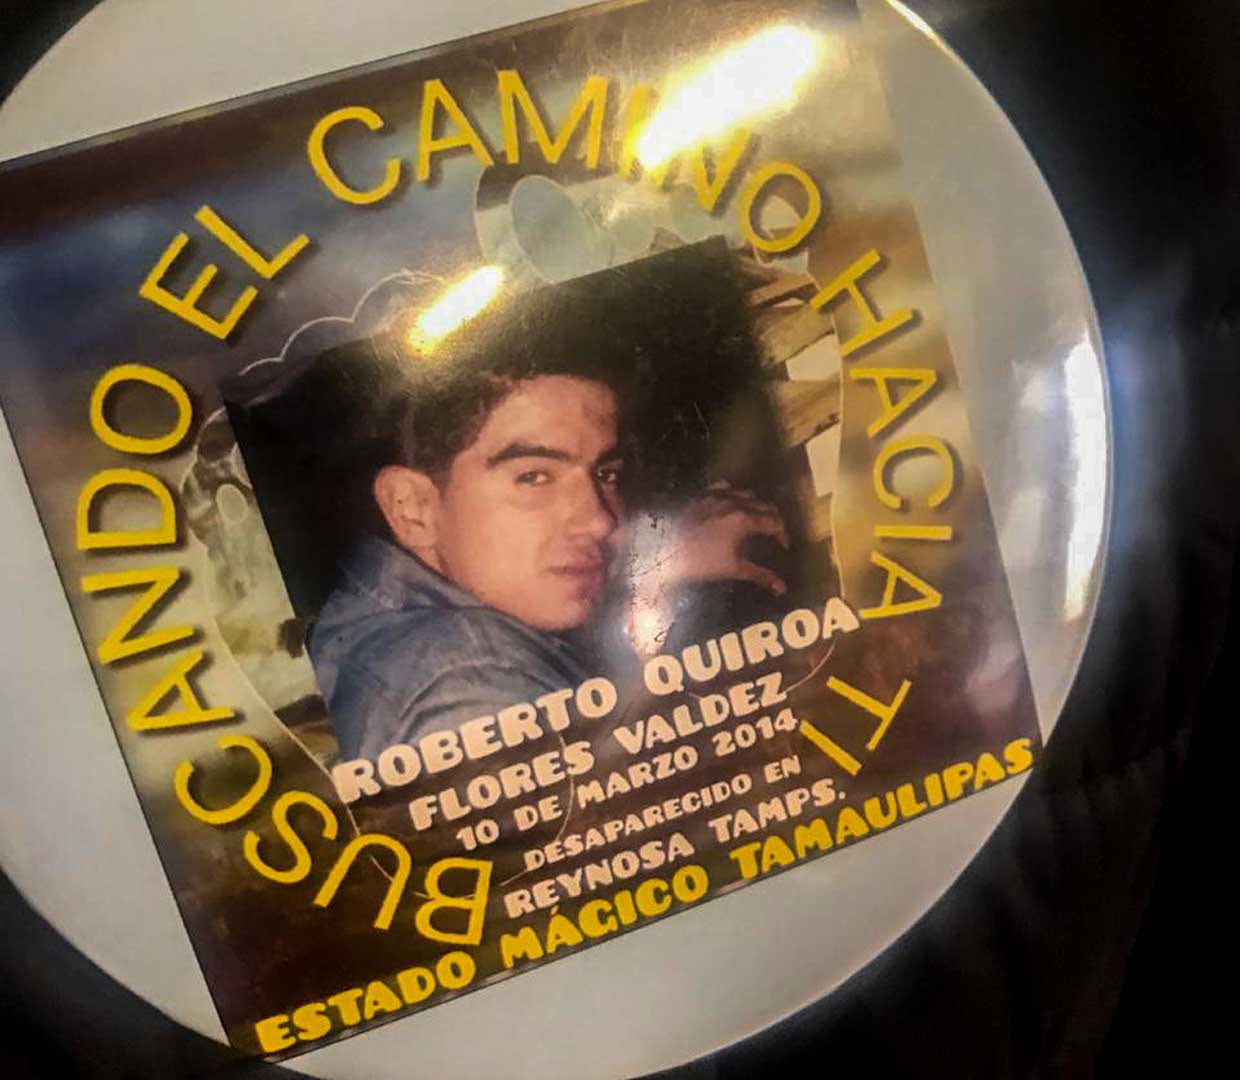 BUSCANDO EL CAMINO HACIA TI
ROBERTO QUIROA
FLORES VALDEZ
10 DE MARZO 2014
DESAPARECIDO EN
REYNOSA TAMPS.
ESTADO MÁGICO TAMAULIPAS